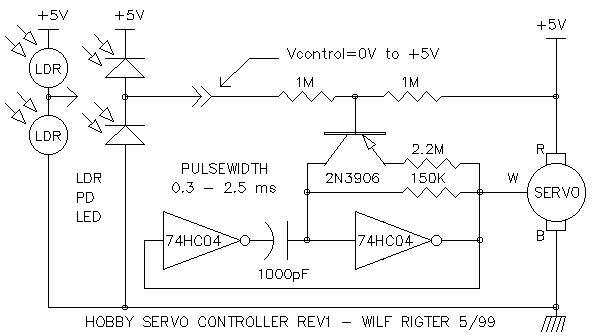 +5V
+5V
+5V
Vcontrol=0V to +5V
LDR
1M
1M
LDR
2.2M
R
PULSEWIDTH
0.3 - 2.5 ms
2N3906
150K
LDR
PD
LED
W
SERVO
B
74HC04
74HC04
1000pF
HOBBY SERVO CONTROLLER REV1 - WILF RIGTER 5/99